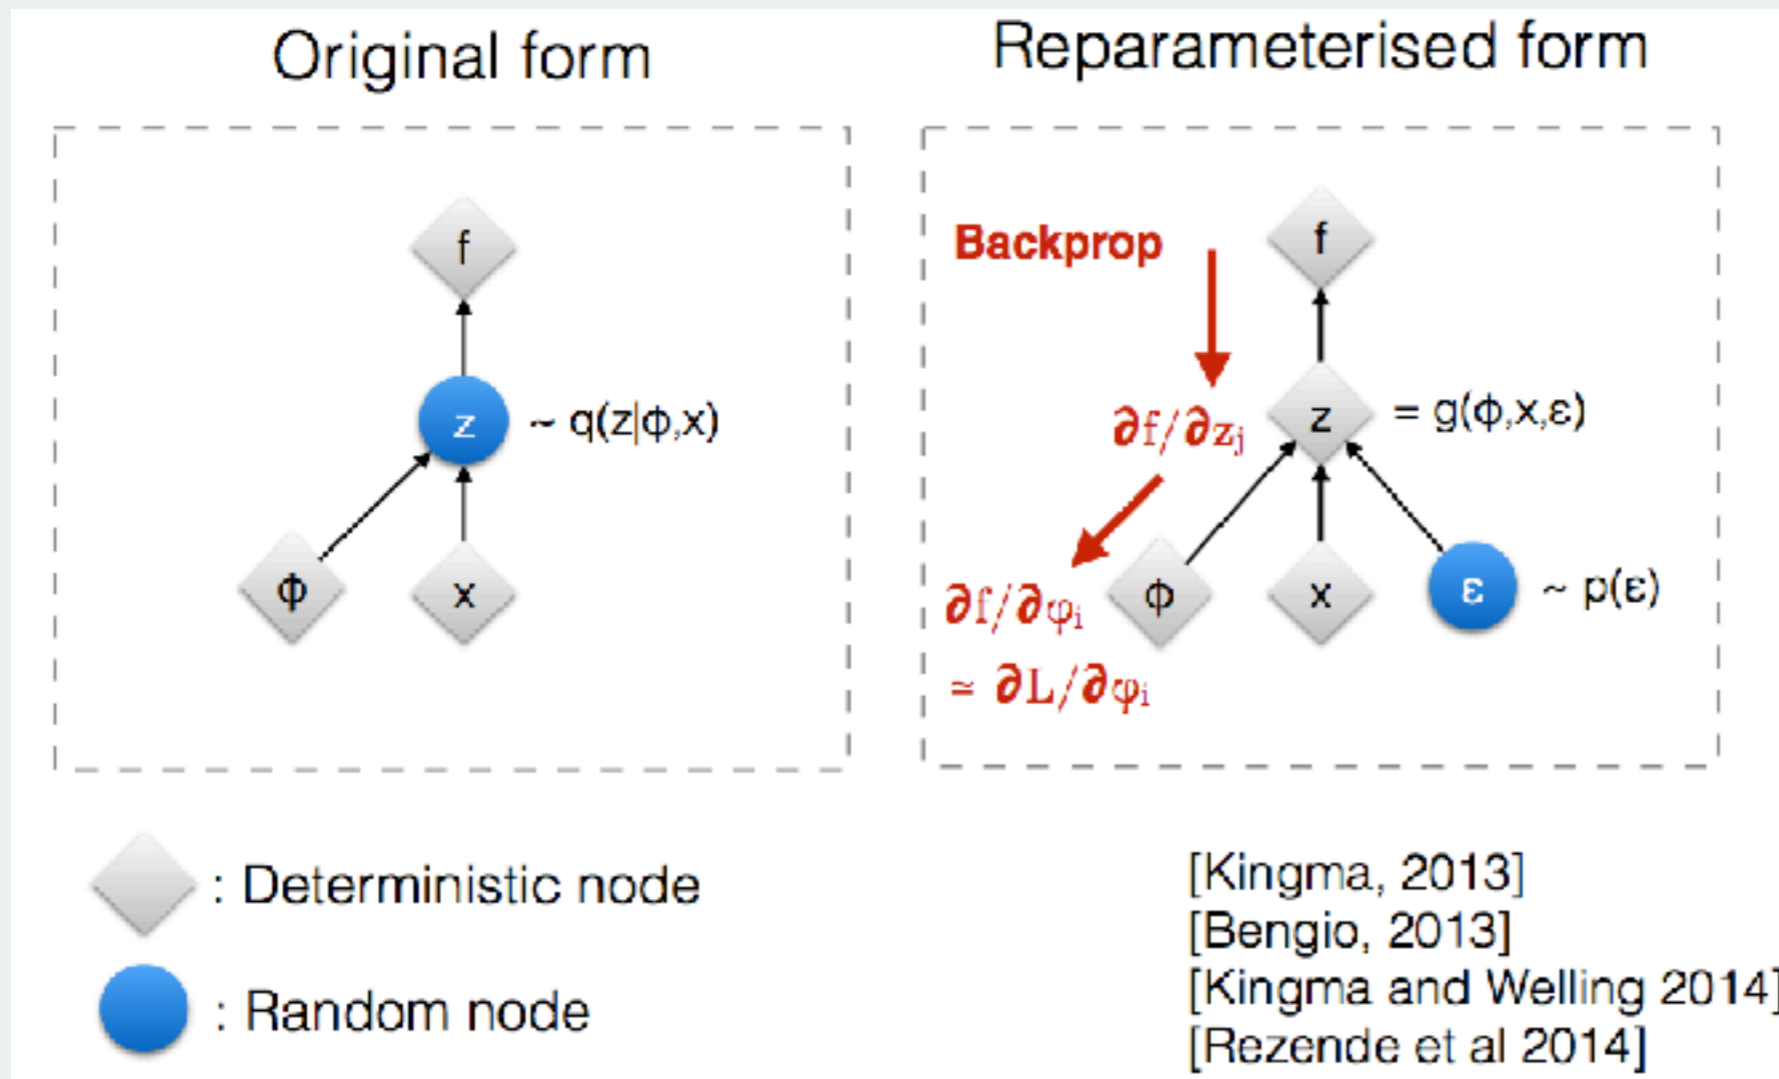 Original form
f
z ~ q(z|ϕ,x)
ϕ x
Reparameterised form
Backprop
f
∂f/∂zⱼ
z = g(ϕ,x,ε)
ϕ x ε ~ p(ε)
∂f/∂φᵢ
≃ ∂L/∂φᵢ
: Deterministic node
: Random node
[Kingma, 2013]
[Bengio, 2013]
[Kingma and Welling 2014]
[Rezende et al 2014]